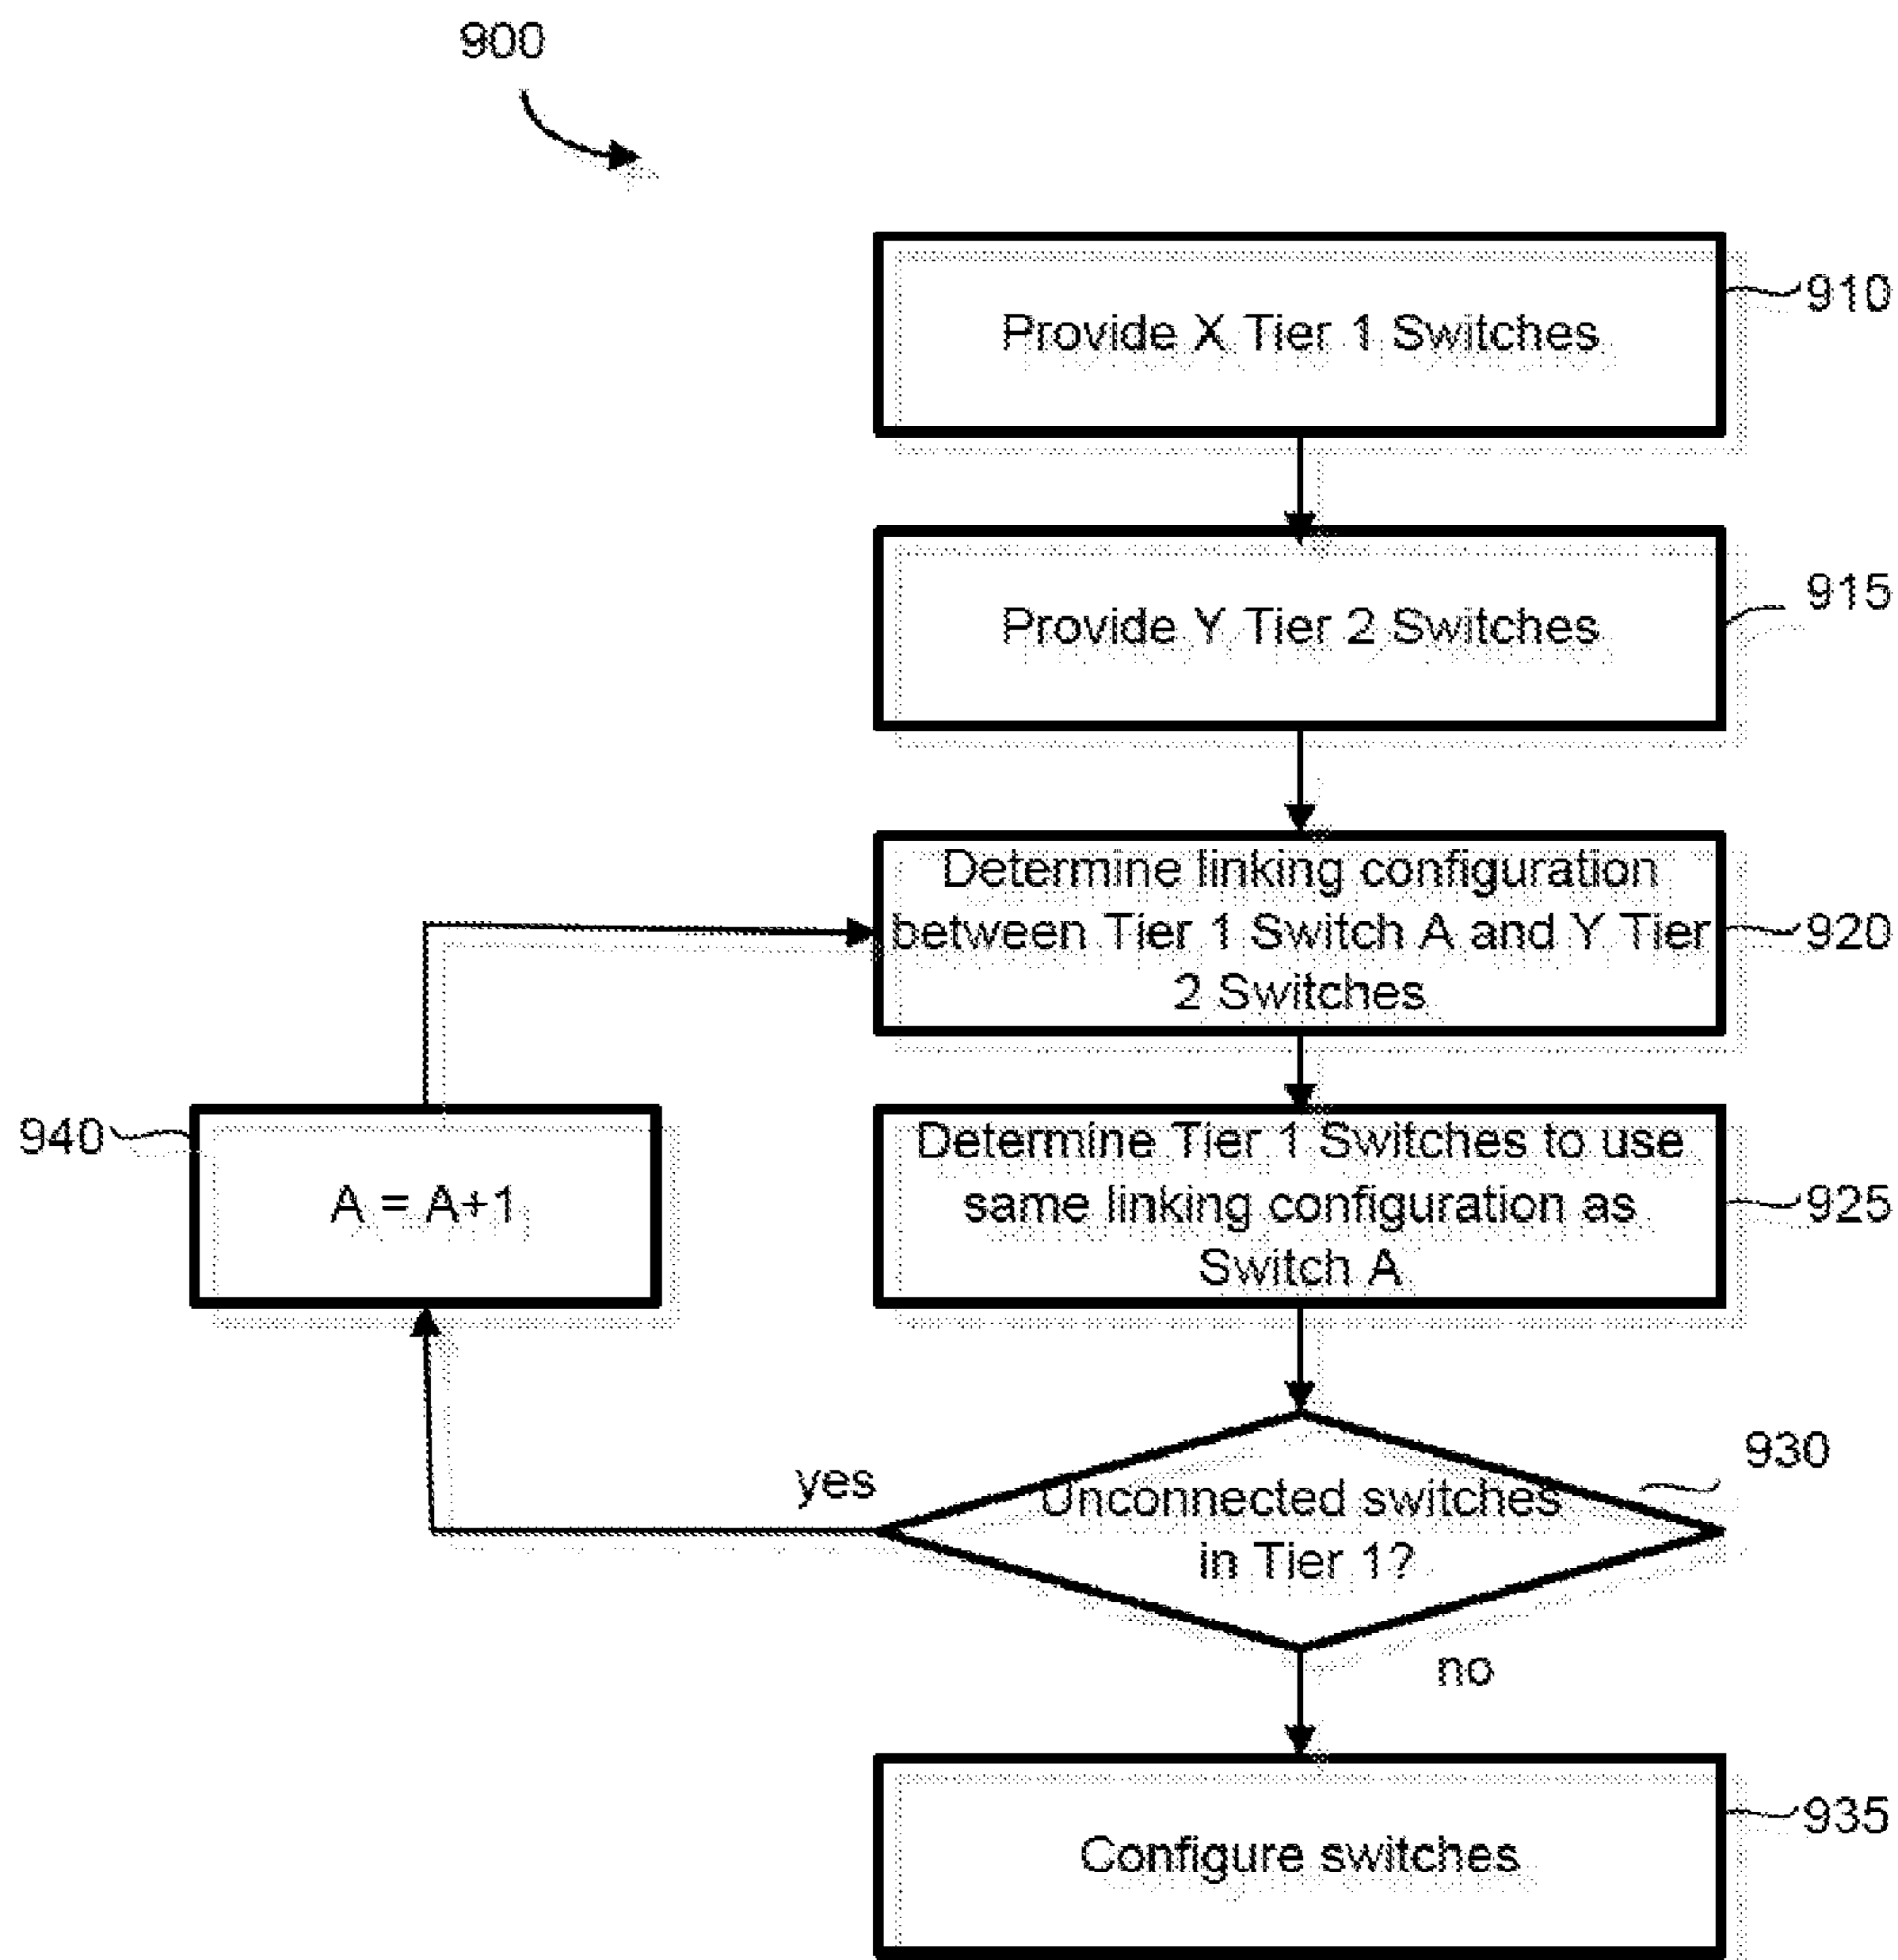 900
Provide X Tier 1 Switches
910
Provide Y Tier 2 Switches
915
Determine linking configuration
between Tier 1 Switch A and Y Tier
2 Switches
920
940
A = A+1
Determine Tier 1 Switches to use
same linking configuration as
Switch A
925
yes
Unconnected switches
in Tier 1?
930
no
Configure switches
935